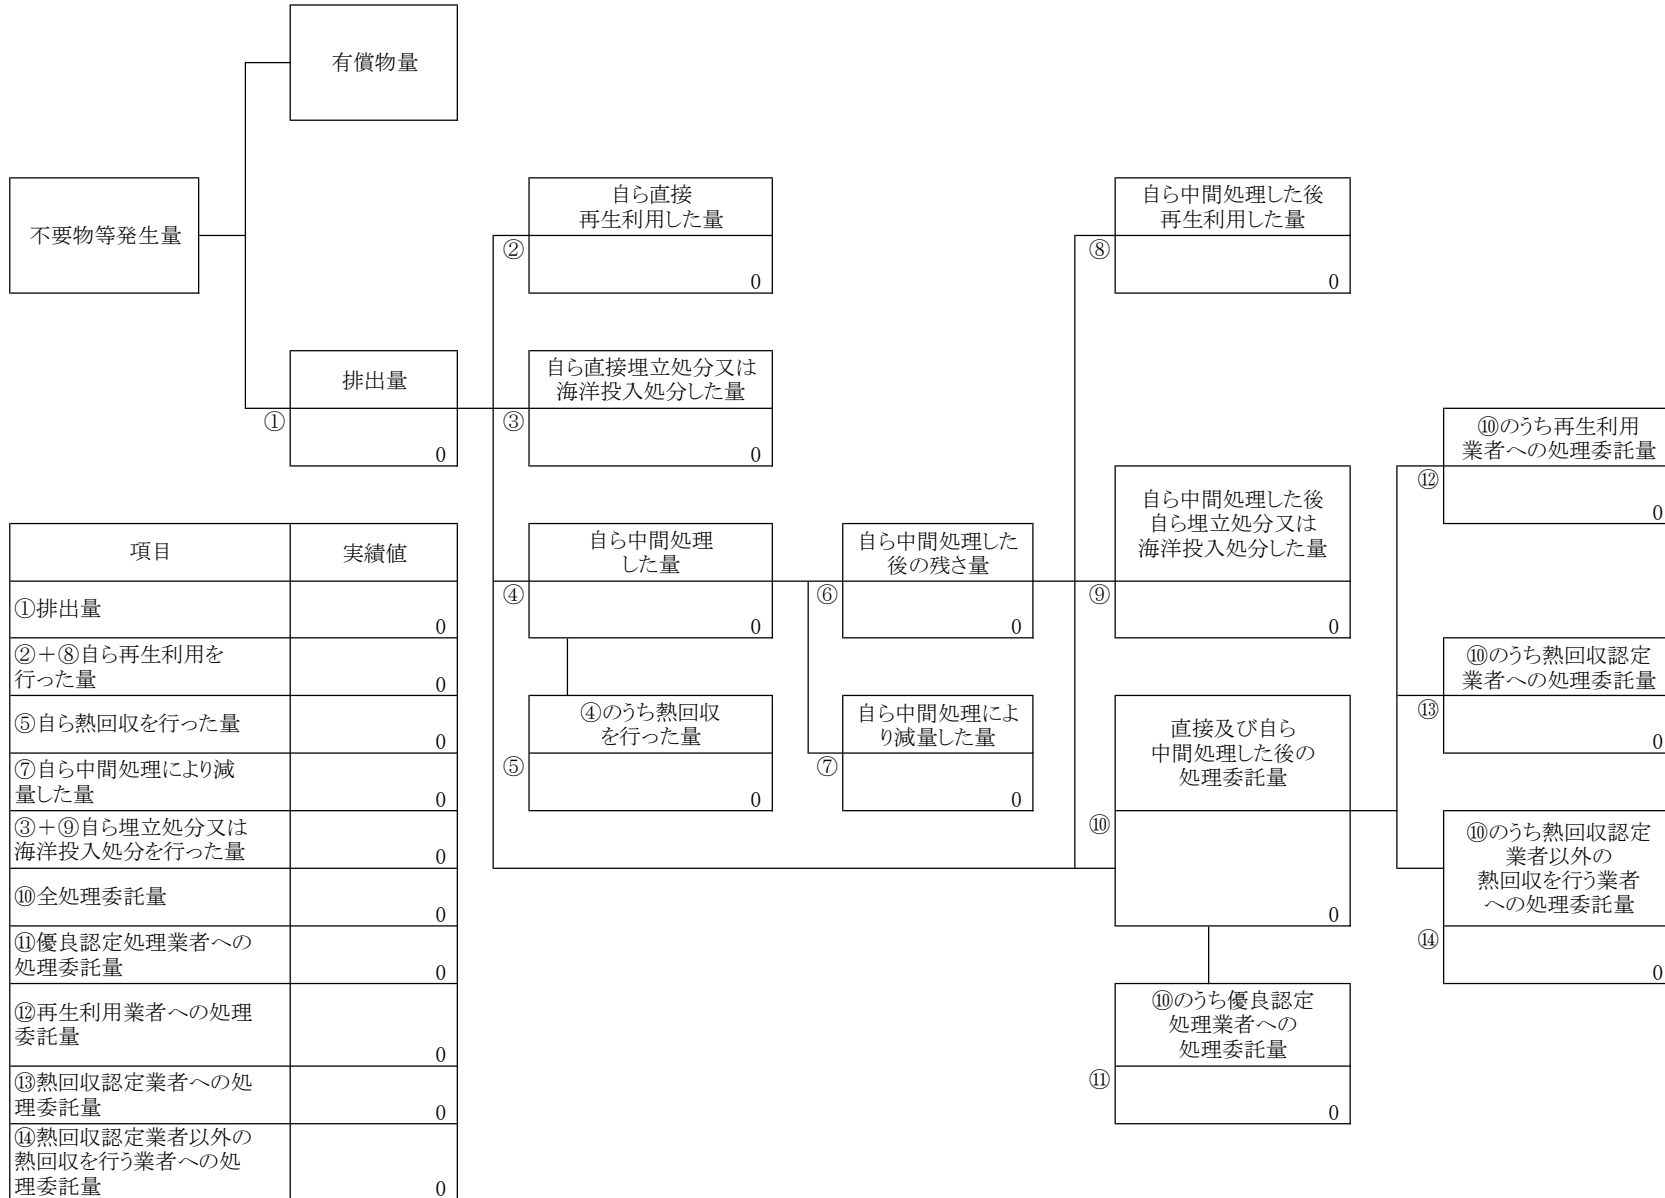 有償物量
不要物等発生量
自ら直接
再生利用した量
②
0
自ら中間処理した後
再生利用した量
⑧
0
排出量
①
0
自ら直接埋立処分又は
海洋投入処分した量
③
0
⑩のうち再生利用
業者への処理委託量
⑫
0
自ら中間処理
した量
④
0
自ら中間処理した
後の残さ量
⑥
0
自ら中間処理した後
自ら埋立処分又は
海洋投入処分した量
⑨
0
⑩のうち熱回収認定
業者への処理委託量
⑬
0
④のうち熱回収
を行った量
⑤
0
自ら中間処理によ
り減量した量
⑦
0
直接及び自ら
中間処理した後の
処理委託量
⑩
0
⑩のうち熱回収認定
業者以外の
熱回収を行う業者
への処理委託量
⑭
0
⑩のうち優良認定
処理業者への
処理委託量
⑪
0
項目 実績値
①排出量
0
②+⑧自ら再生利用を
行った量 0
⑤自ら熱回収を行った量
0
⑦自ら中間処理により減
量した量 0
③+⑨自ら埋立処分又は
海洋投入処分を行った量 0
⑩全処理委託量
0
⑪優良認定処理業者への
処理委託量 0
⑫再生利用業者への処理
委託量
0
⑬熱回収認定業者への処
理委託量 0
⑭熱回収認定業者以外の
熱回収を行う業者への処
理委託量 0